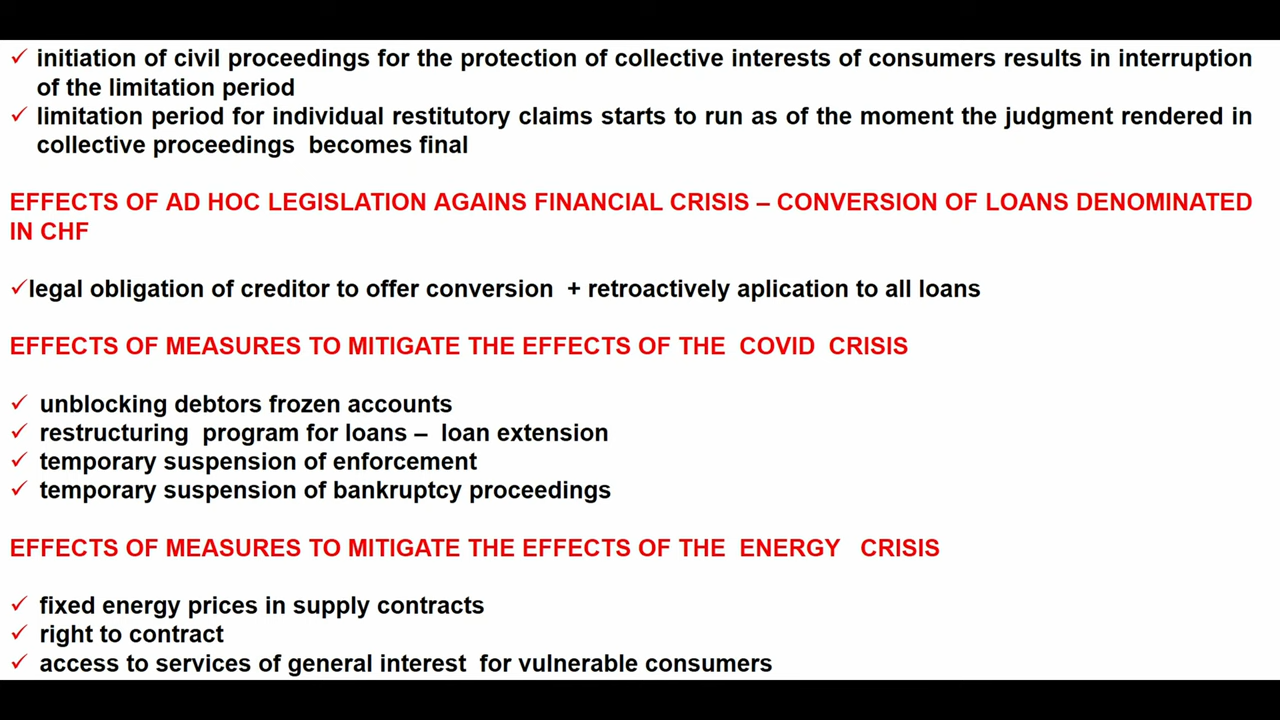 ✓ initiation of civil proceedings for the protection of collective interests of consumers results in interruption
of the limitation period
✓ limitation period for individual restitutory claims starts to run as of the moment the judgment rendered in
collective proceedings becomes final
EFFECTS OF AD HOC LEGISLATION AGAINS FINANCIAL CRISIS – CONVERSION OF LOANS DENOMINATED
IN CHF
✓legal obligation of creditor to offer conversion + retroactively aplication to all loans
EFFECTS OF MEASURES TO MITIGATE THE EFFECTS OF THE COVID CRISIS
✓ unblocking debtors frozen accounts
✓ restructuring program for loans – loan extension
✓ temporary suspension of enforcement
✓ temporary suspension of bankruptcy proceedings
EFFECTS OF MEASURES TO MITIGATE THE EFFECTS OF THE ENERGY CRISIS
✓ fixed energy prices in supply contracts
✓ right to contract
✓ access to services of general interest for vulnerable consumers